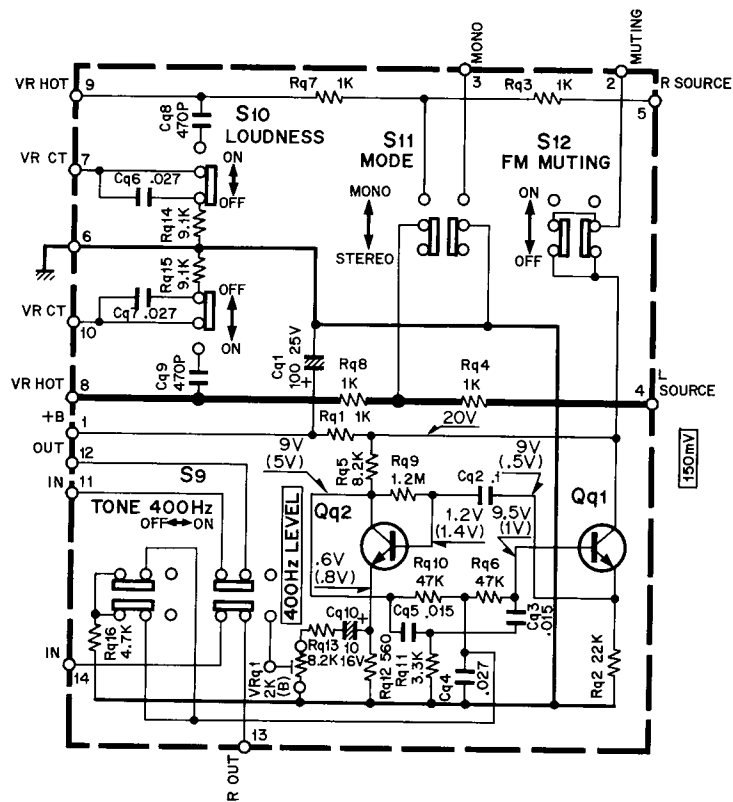 MONO
3
MUTING
2
VR HOT
9
Rq7 1K
Rq3 1K
R SOURCE
5
Cq8
470P
S10
LOUDNESS
S11
MODE
S12
FM MUTING
VR CT
7
Cq6 .027
ON
OFF
MONO
STEREO
ON
OFF
Rq14
9.1K
6
Rq15
9.1K
VR CT
10
Cq7 .027
OFF
ON
Cq9
470P
Cq1
100 25V
+
Rq8
1K
Rq4
1K
VR HOT
8
4
L
SOURCE
+B
1
Rq1 1K
20V
150mV
OUT
12
IN
11
S9
TONE 400Hz
OFF ON
9V
(5V)
Rq5
8.2K
Rq9
1.2M
Cq2 .1
9V
(.5V)
Qq2
1.2V
(1.4V)
9.5V
(1V)
Qq1
400Hz LEVEL
.6V
(.8V)
Rq10
47K
Rq6
47K
Cq10
+
10
16V
Cq5 .015
Cq3
.015
Rq16
4.7K
Rq13
8.2K
Rq12 560
Rq11
3.3K
Cq4
.027
Rq2 22K
IN
14
VRq1
2K
(B)
13
R OUT